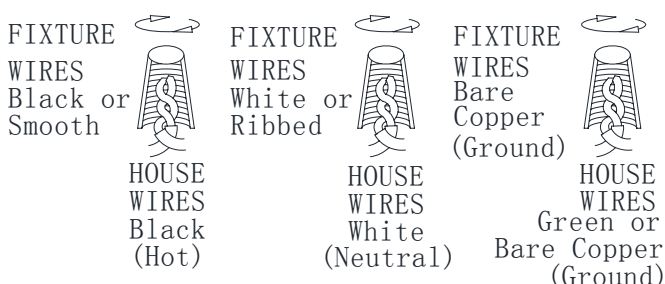 FIXTURE
WIRES
Black or
Smooth
HOUSE
WIRES
Black
(Hot)
FIXTURE
WIRES
White or
Ribbed
HOUSE
WIRES
White
(Neutral)
FIXTURE
WIRES
Bare
Copper
(Ground)
HOUSE
WIRES
Green or
Bare Copper
(Ground)